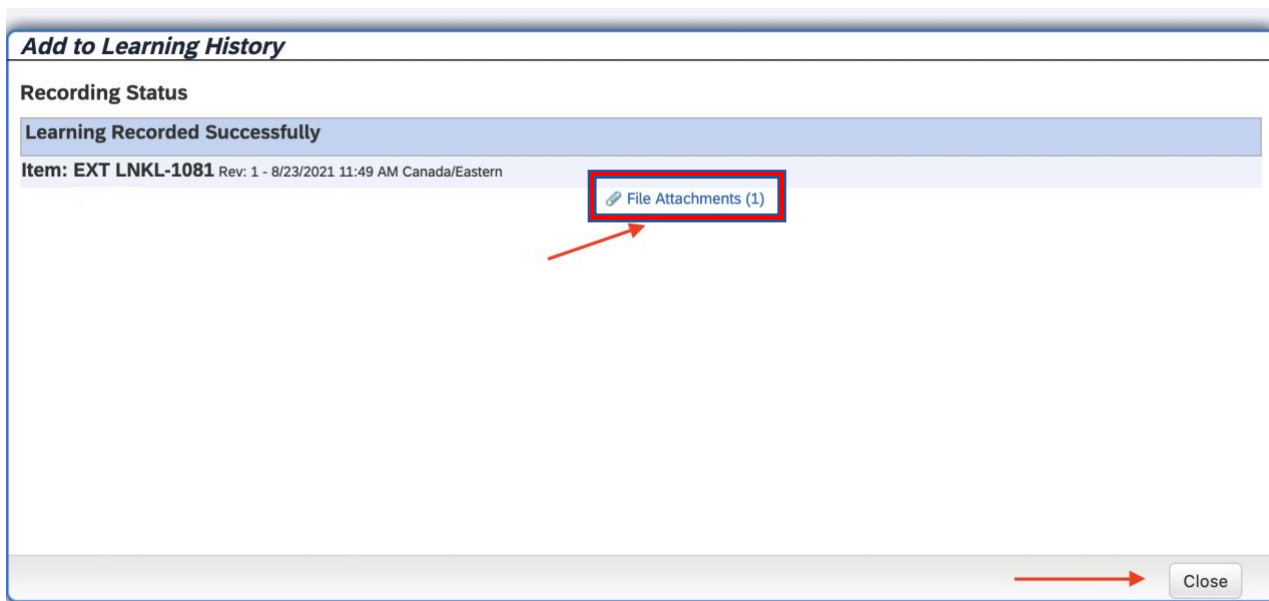 Add to Learning History
Recording Status
Learning Recorded Successfully
Item: EXT LNKL-1081 Rev: 1 - 8/23/2021 11:49 AM Canada/Eastern
File Attachments (1)
Close